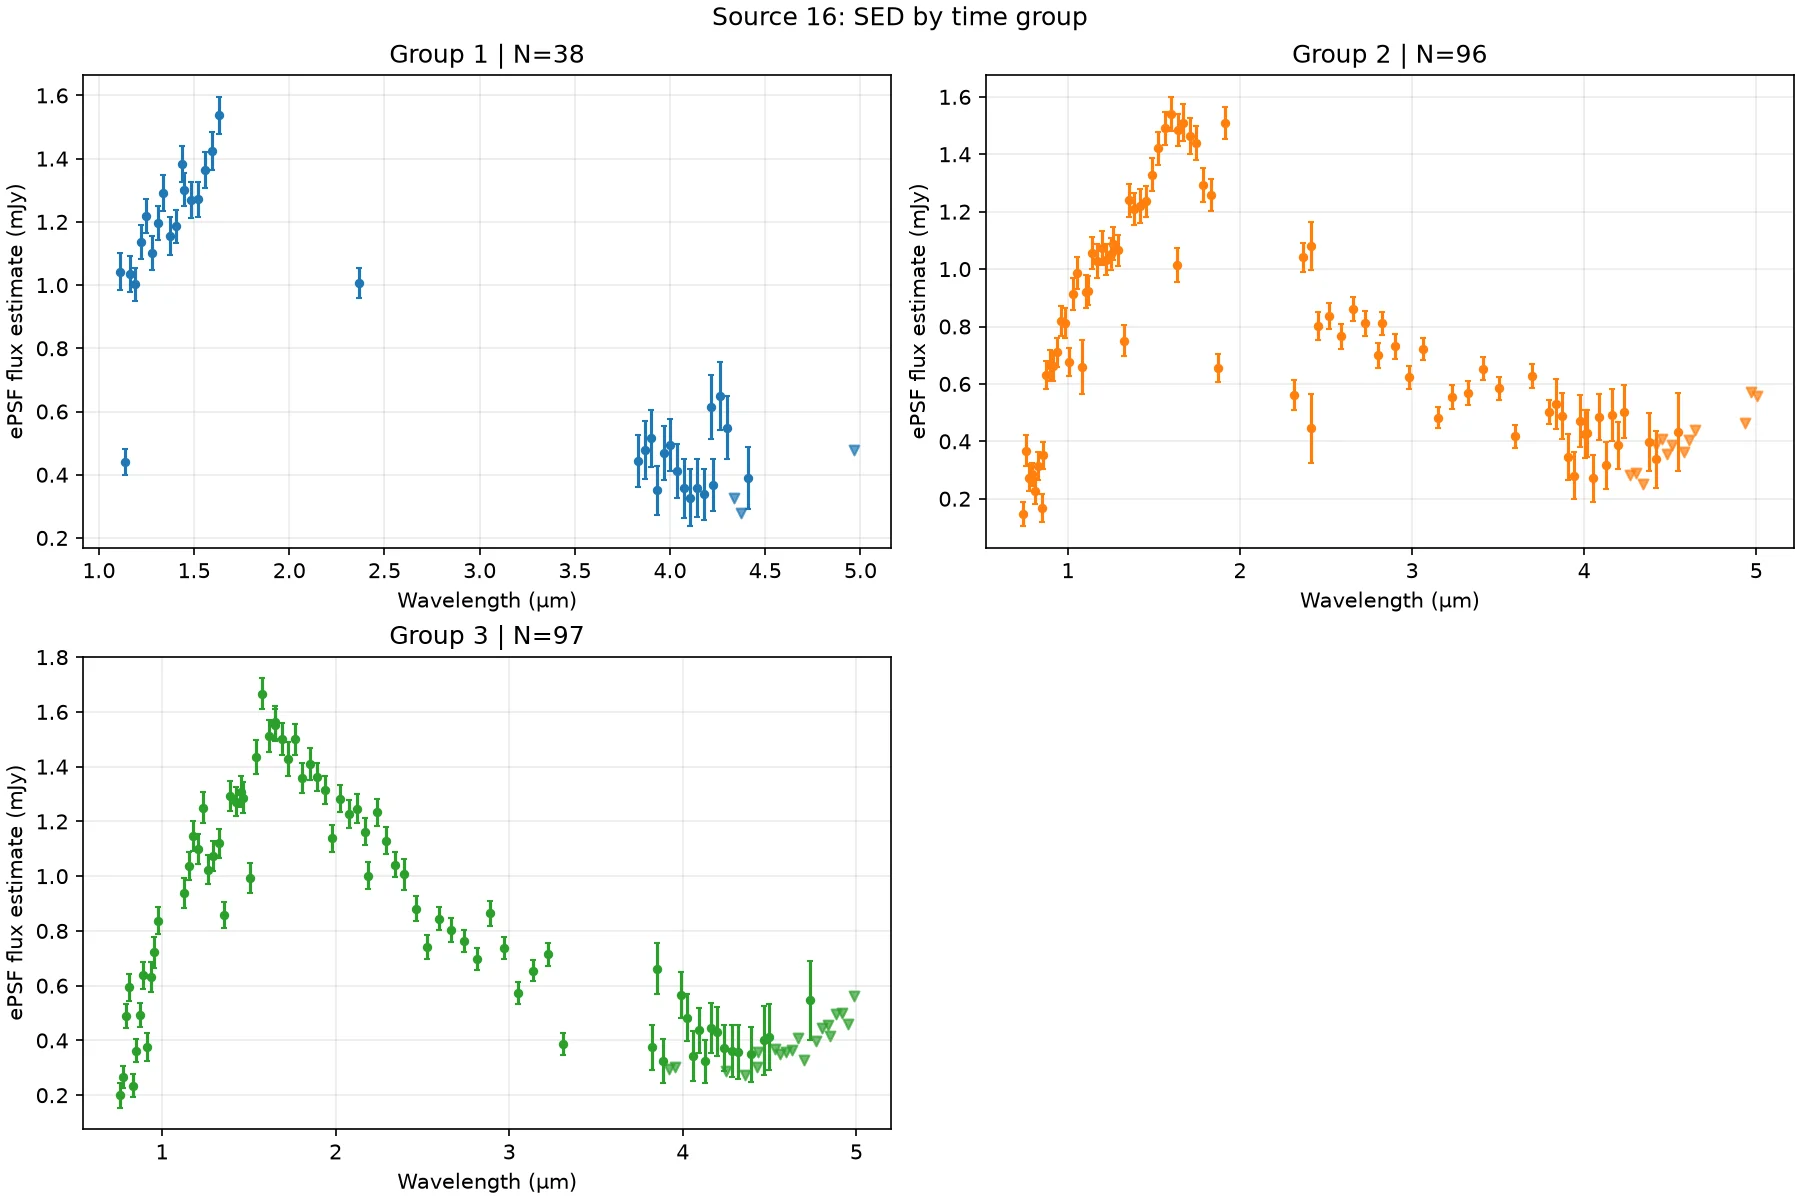 Source 16: SED by time group
Group 1 | N=38
ePSF flux estimate (mJy)
1.6
1.4
1.2
1.0
0.8
0.6
0.4
0.2
1.0 1.5 2.0 2.5 3.0 3.5 4.0 4.5 5.0
Wavelength (µm)
Group 2 | N=96
ePSF flux estimate (mJy)
1.6
1.4
1.2
1.0
0.8
0.6
0.4
0.2
1 2 3 4 5
Wavelength (µm)
Group 3 | N=97
ePSF flux estimate (mJy)
1.8
1.6
1.4
1.2
1.0
0.8
0.6
0.4
0.2
1 2 3 4 5
Wavelength (µm)